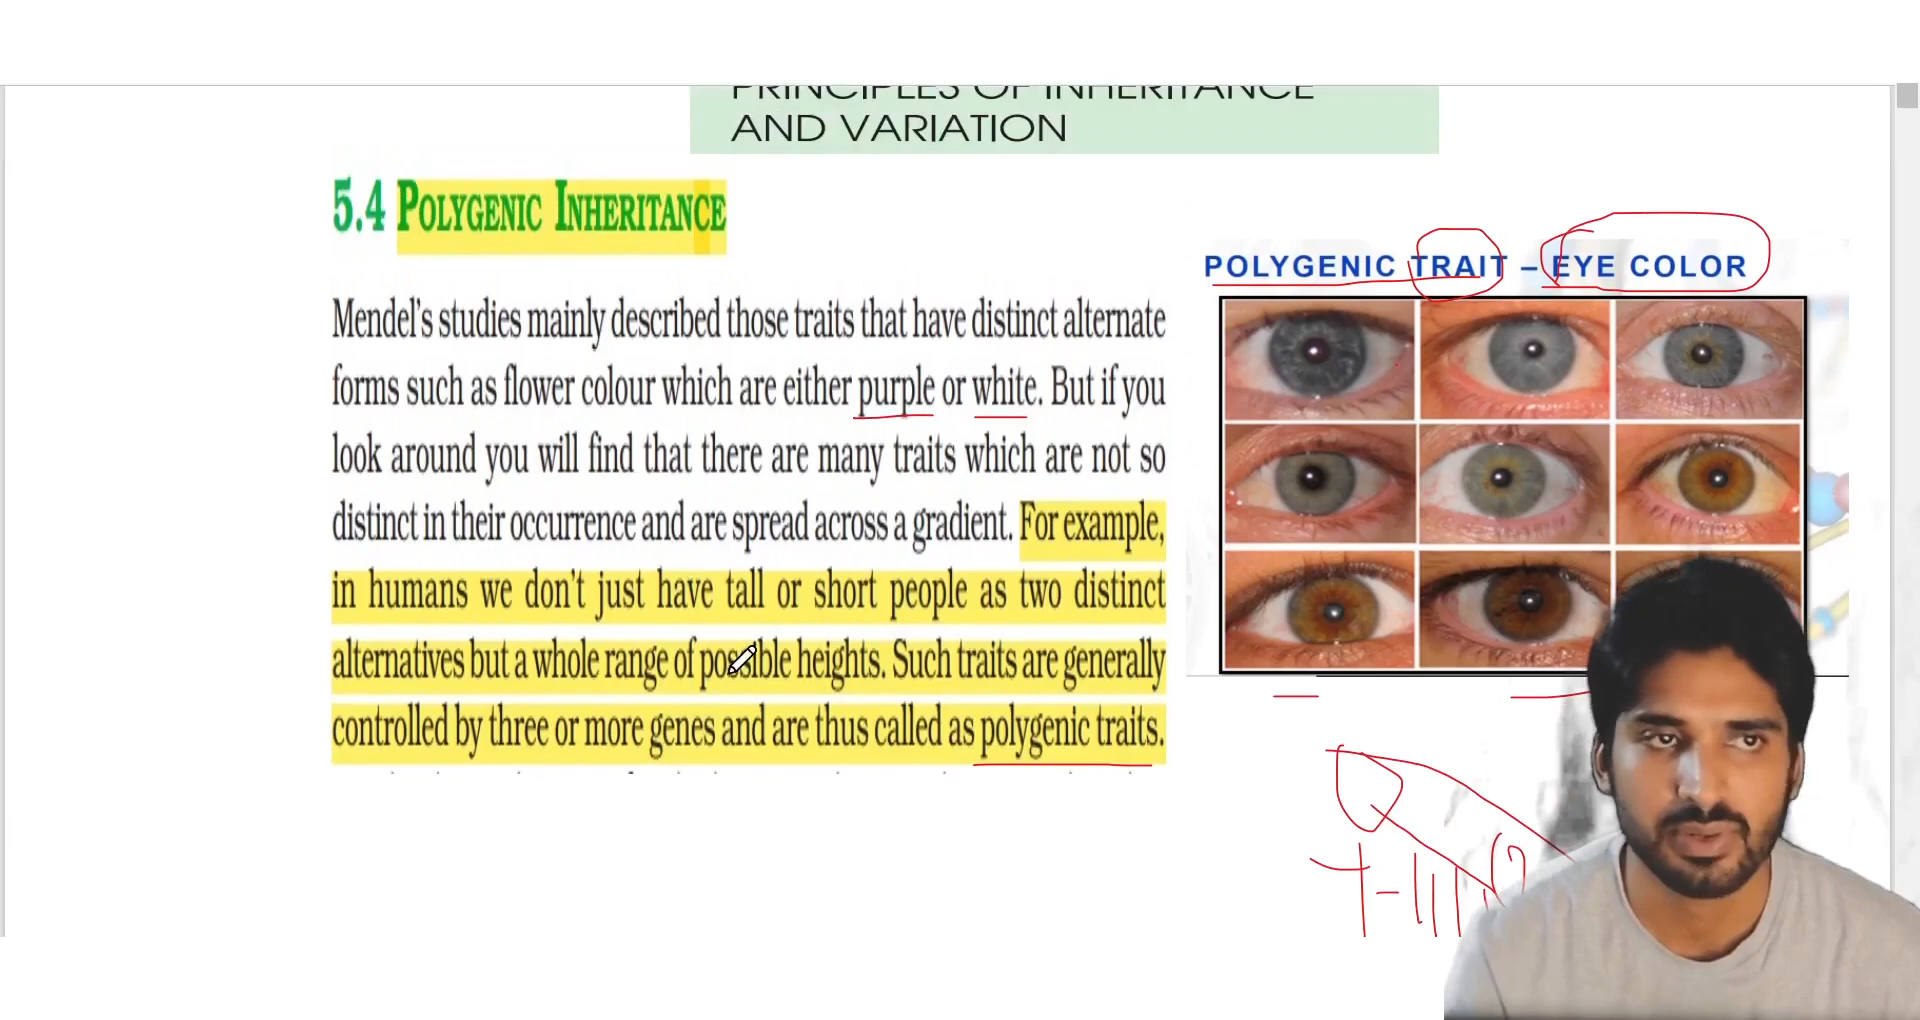 PRINCIPLES OF INHERITANCE
AND VARIATION
5.4 POLYGENIC INHERITANCE
Mendel's studies mainly described those traits that have distinct alternate
forms such as flower colour which are either purple or white. But if you
look around you will find that there are many traits which are not so
distinct in their occurrence and are spread across a gradient. For example,
in humans we don't just have tall or short people as two distinct
alternatives but a whole range of possible heights. Such traits are generally
controlled by three or more genes and are thus called as polygenic traits.
POLYGENIC TRAIT – EYE COLOR